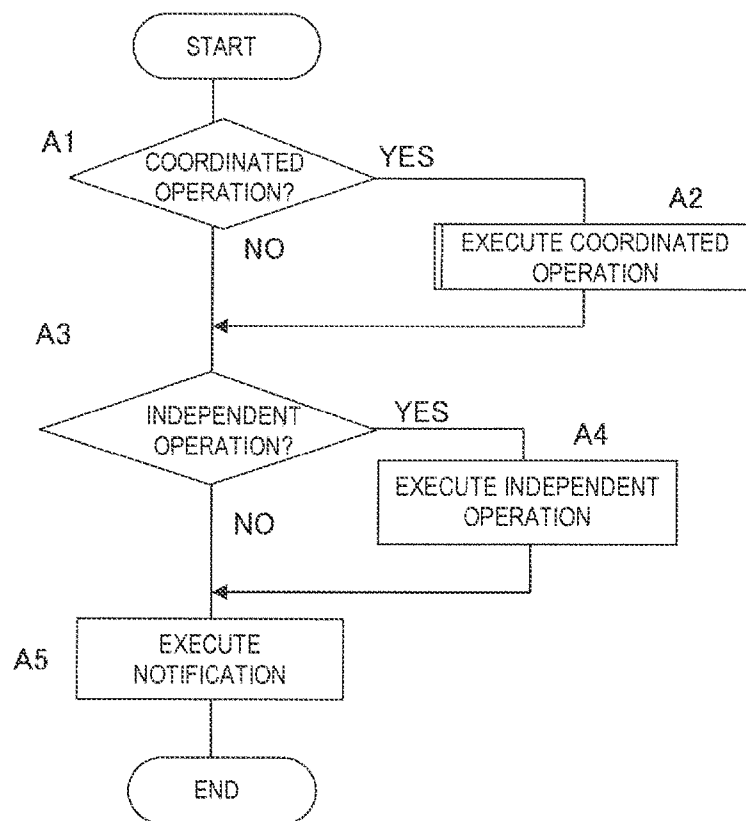 START
A1
COORDINATED
OPERATION?
YES
A2
EXECUTE COORDINATED
OPERATION
NO
A3
INDEPENDENT
OPERATION?
YES
A4
EXECUTE INDEPENDENT
OPERATION
NO
A5
EXECUTE
NOTIFICATION
END